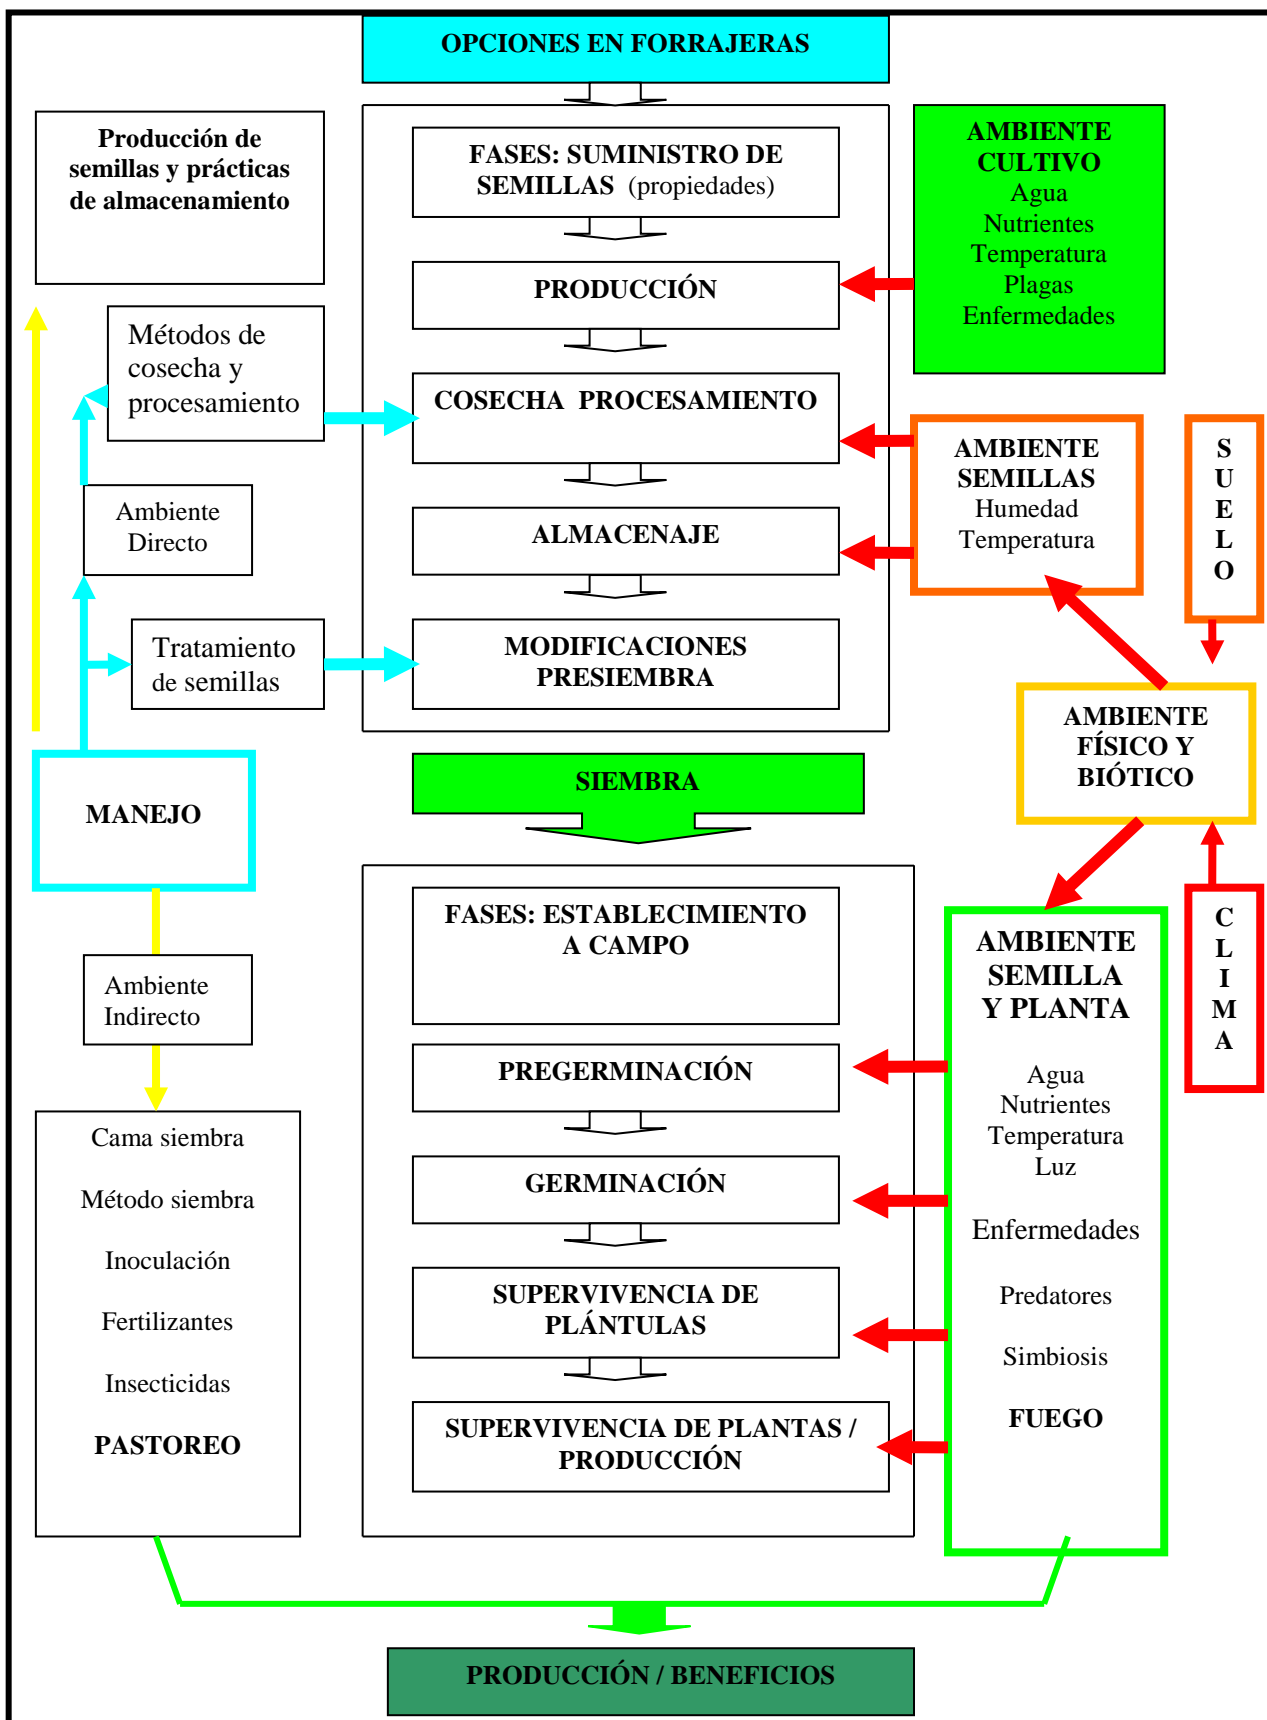 OPCIONES EN FORRAJERAS
Producción de
semillas y prácticas
de almacenamiento
FASES: SUMINISTRO DE
SEMILLAS (propiedades)
AMBIENTE
CULTIVO
Agua
Nutrientes
Temperatura
Plagas
Enfermedades
PRODUCCIÓN
Métodos de
cosecha y
procesamiento
COSECHA PROCESAMIENTO
AMBIENTE
SEMILLAS
Humedad
Temperatura
S
U
E
L
O
Ambiente
Directo
ALMACENAJE
Tratamiento
de semillas
MODIFICACIONES
PRESIEMBRA
AMBIENTE
FÍSICO Y
BIÓTICO
MANEJO
SIEMBRA
FASES: ESTABLECIMIENTO
A CAMPO
C
L
I
M
A
Ambiente
Indirecto
AMBIENTE
SEMILLA
Y PLANTA
Agua
Nutrientes
Temperatura
Luz
Enfermedades
Predatores
Simbiosis
FUEGO
PREGERMINACIÓN
Cama siembra
Método siembra
Inoculación
Fertilizantes
Insecticidas
PASTOREO
GERMINACIÓN
SUPERVIVENCIA DE
PLÁNTULAS
SUPERVIVENCIA DE PLANTAS /
PRODUCCIÓN
PRODUCCIÓN / BENEFICIOS